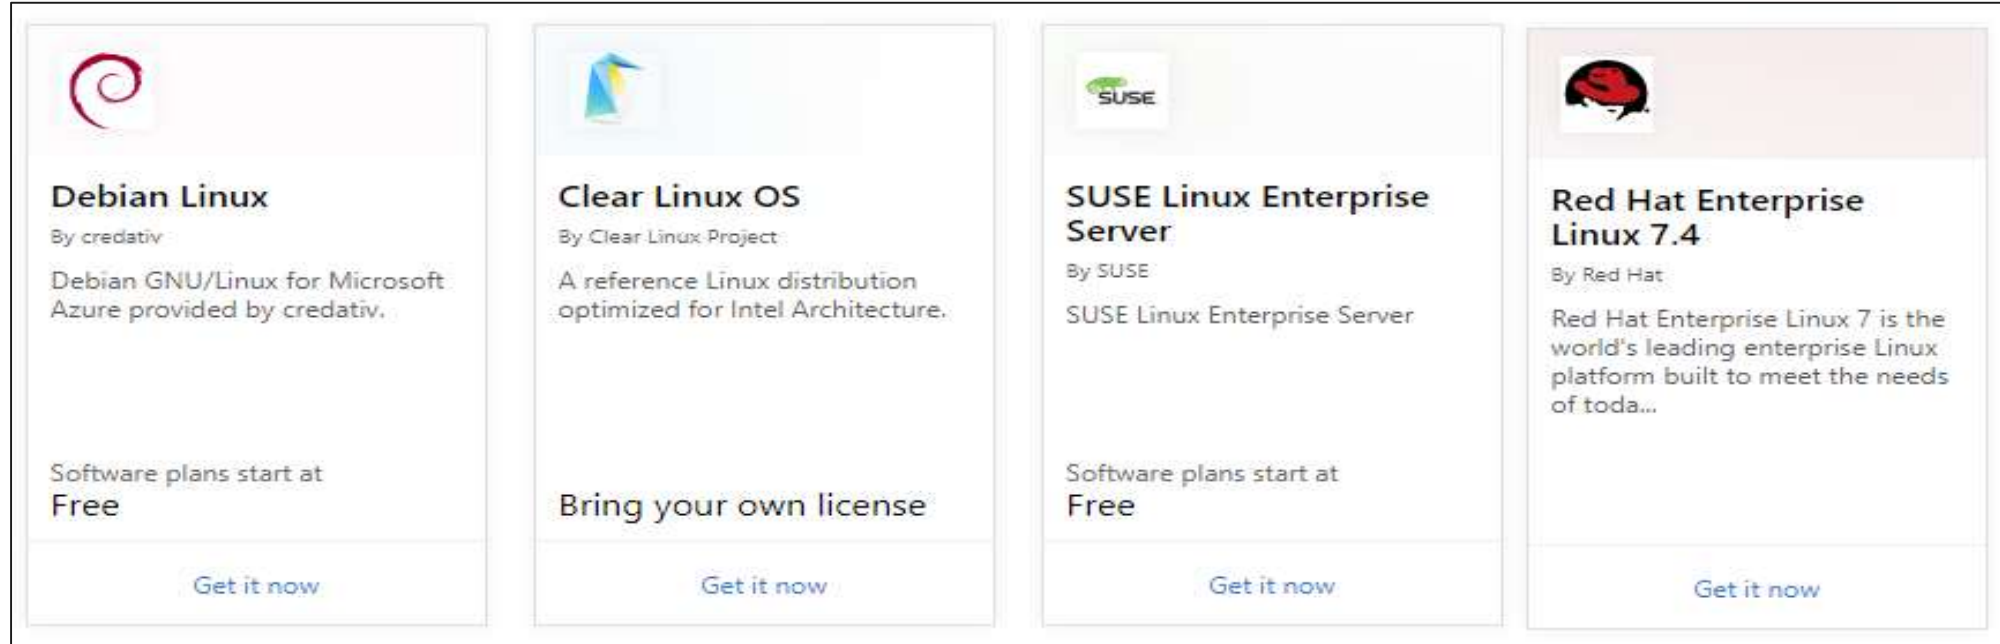 Debian Linux
By credativ
Debian GNU/Linux for Microsoft
Azure provided by credativ.
Software plans start at
Free
Get it now
Clear Linux OS
By Clear Linux Project
A reference Linux distribution
optimized for Intel Architecture.
Bring your own license
Get it now
SUSE
SUSE Linux Enterprise
Server
By SUSE
SUSE Linux Enterprise Server
Software plans start at
Free
Get it now
Red Hat Enterprise
Linux 7.4
By Red Hat
Red Hat Enterprise Linux 7 is the
world's leading enterprise Linux
platform built to meet the needs
of toda...
Get it now